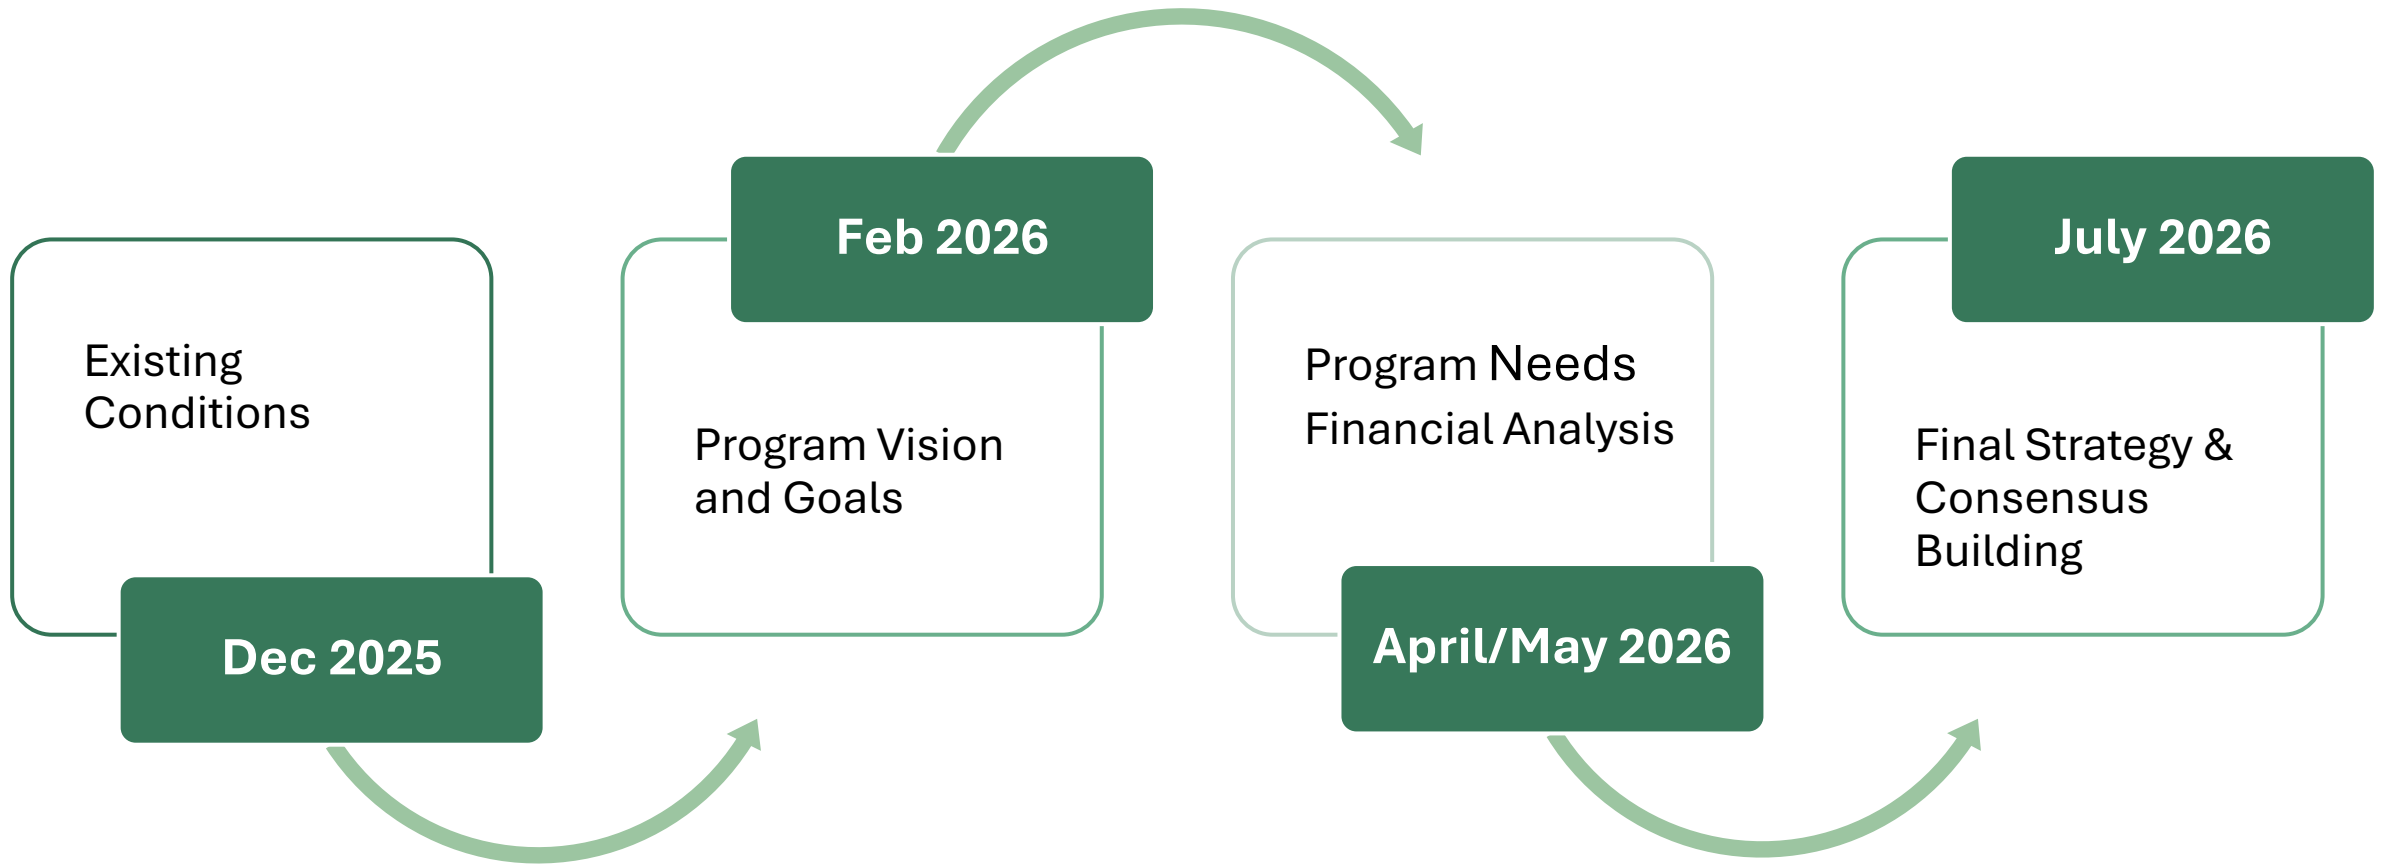 Existing
Conditions
Dec 2025
Feb 2026
Program Vision
and Goals
Program Needs
Financial Analysis
April/May 2026
July 2026
Final Strategy &
Consensus
Building